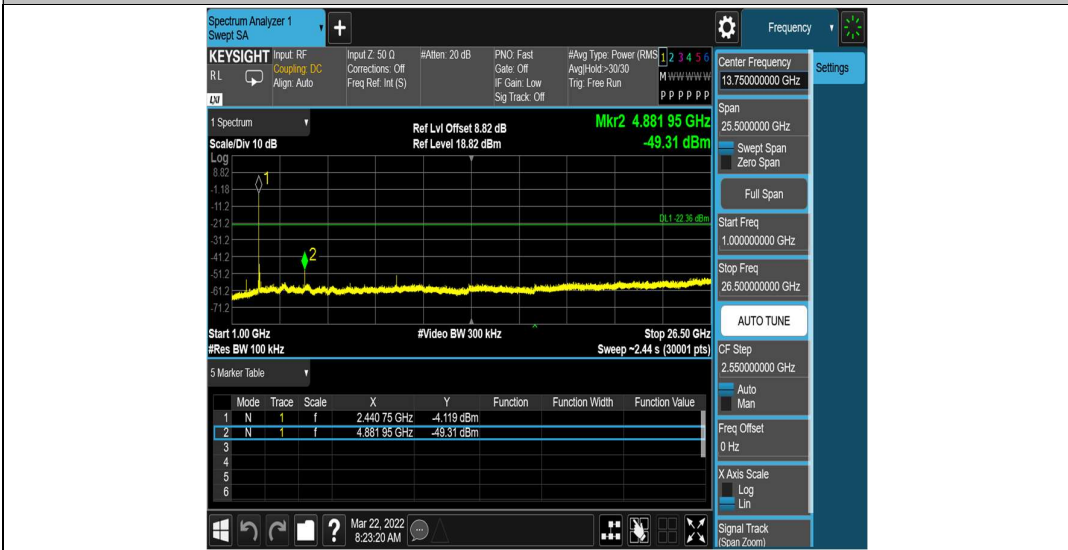 Spectrum Analyzer 1
Swept SA
+
Frequency
KEYSIGHT
RL
LXI
Input: RF
Coupling: DC
Align: Auto
Input Z: 50 Ω
Corrections: Off
Freq Ref: Int (S)
#Atten: 20 dB
PNO: Fast
Gate: Off
IF Gain: Low
Sig Track: Off
#Avg Type: Power (RMS
Avg|Hold:>30/30
Trig: Free Run
1 2 3 4 5 6
M W W W W W
P P P P P P
1 Spectrum
Scale/Div 10 dB
Log
Ref Lvl Offset 8.82 dB
Ref Level 18.82 dBm
Mkr2 4.881 95 GHz
-49.31 dBm
8.82
-1.18
-11.2
-21.2
-31.2
-41.2
-51.2
-61.2
-71.2
1
2
DL1 -22.36 dBm
Start 1.00 GHz
#Res BW 100 kHz
#Video BW 300 kHz
Stop 26.50 GHz
Sweep ~2.44 s (30001 pts)
5 Marker Table
Mode Trace Scale X Y Function Function Width Function Value
1 N 1 f 2.440 75 GHz -4.119 dBm
2 N 1 f 4.881 95 GHz -49.31 dBm
3
4
5
6
?
Mar 22, 2022
8:23:20 AM
Center Frequency
13.750000000 GHz
Settings
Span
25.5000000 GHz
Swept Span
Zero Span
Full Span
Start Freq
1.000000000 GHz
Stop Freq
26.500000000 GHz
AUTO TUNE
CF Step
2.550000000 GHz
Auto
Man
Freq Offset
0 Hz
X Axis Scale
Log
Lin
Signal Track
(Span Zoom)